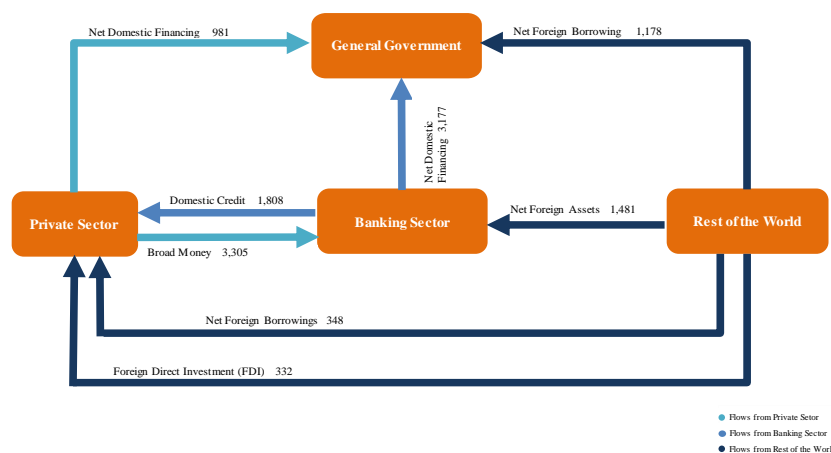 Net Domestic Financing 981
General Government
Net Foreign Borrowing 1,178
Net Domestic
Financing 3,177
Private Sector
Domestic Credit 1,808
Banking Sector
Net Foreign Assets 1,481
Rest of the World
Broad Money 3,305
Net Foreign Borrowings 348
Foreign Direct Investment (FDI) 332
Flows from Private Setor
Flows from Banking Sector
Flows from Rest of the Worl